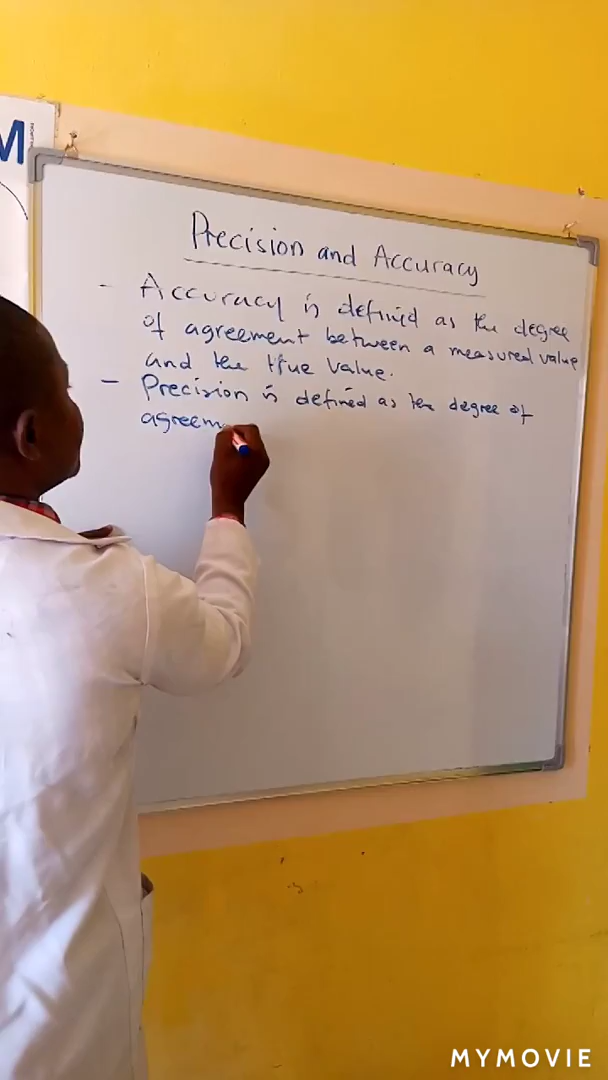 M
Precision and Accuracy
- Accuracy is defined as the degree
of agreement between a measured value
and the true value.
- Precision is defined as the degree of
agreem
MYMOVIE